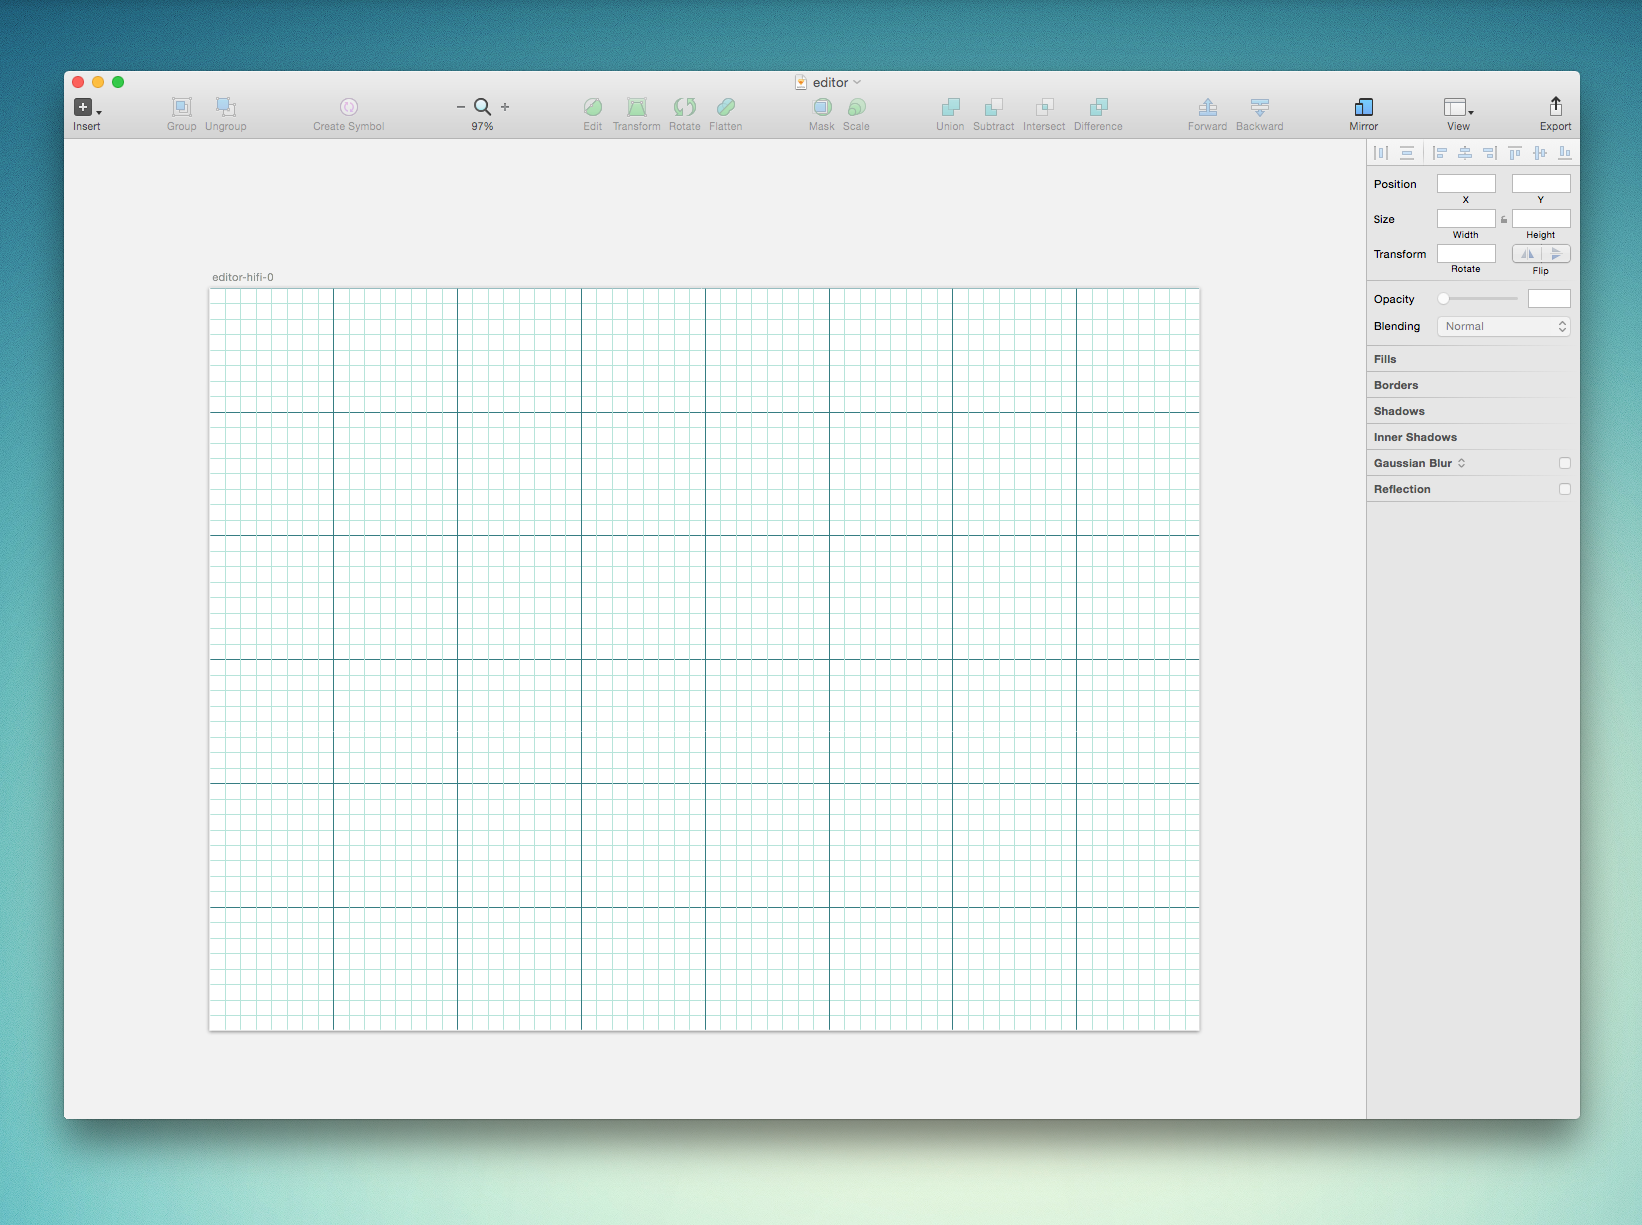 editor
Insert
Group
Ungroup
Create Symbol
97%
Edit
Transform
Rotate
Flatten
Mask
Scale
Union
Subtract
Intersect
Difference
Forward
Backward
Mirror
View
Export
editor-hifi-0
Position
X
Y
Size
Width
Height
Transform
Rotate
Flip
Opacity
Blending
Normal
Fills
Borders
Shadows
Inner Shadows
Gaussian Blur
Reflection